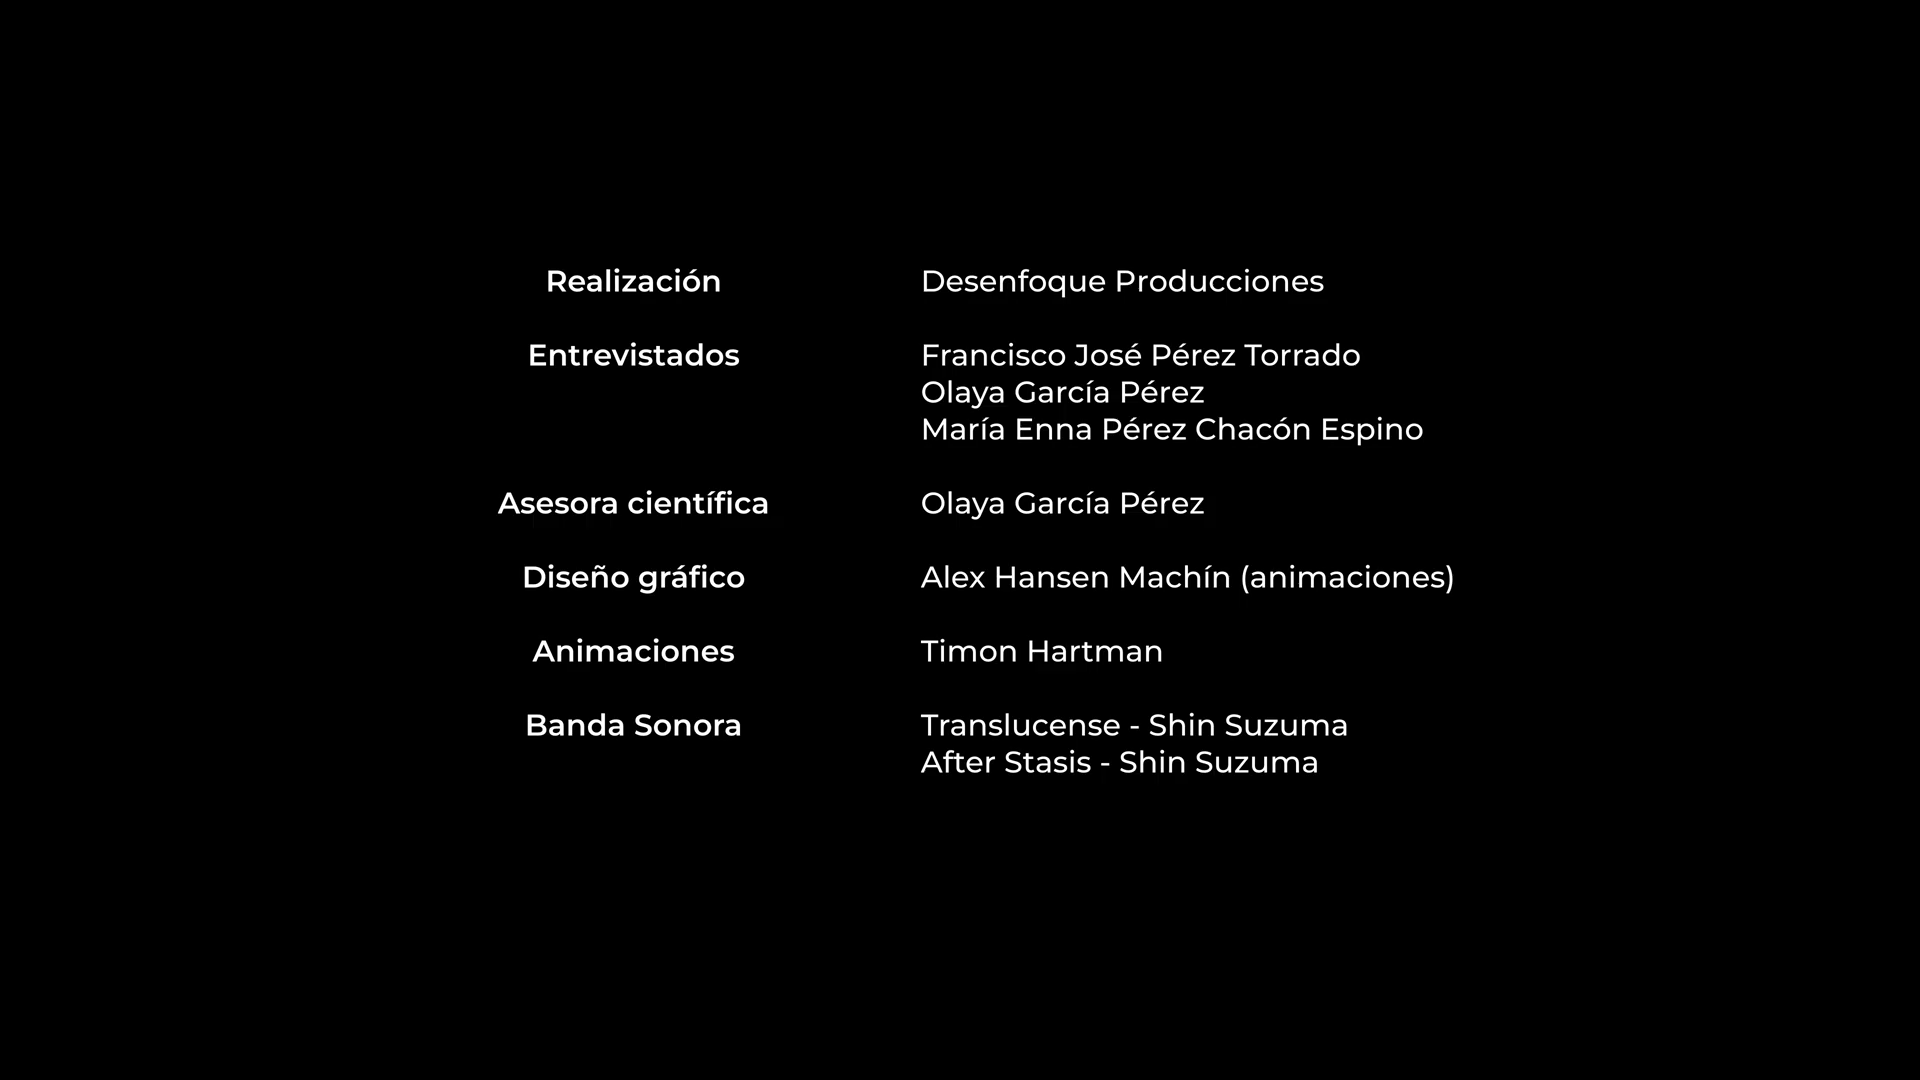 Realización Desenfoque Producciones
Entrevistados Francisco José Pérez Torrado
Olaya García Pérez
María Enna Pérez Chacón Espino
Asesora científica Olaya García Pérez
Diseño gráfico Alex Hansen Machín (animaciones)
Animaciones Timon Hartman
Banda Sonora Translucense - Shin Suzuma
After Stasis - Shin Suzuma